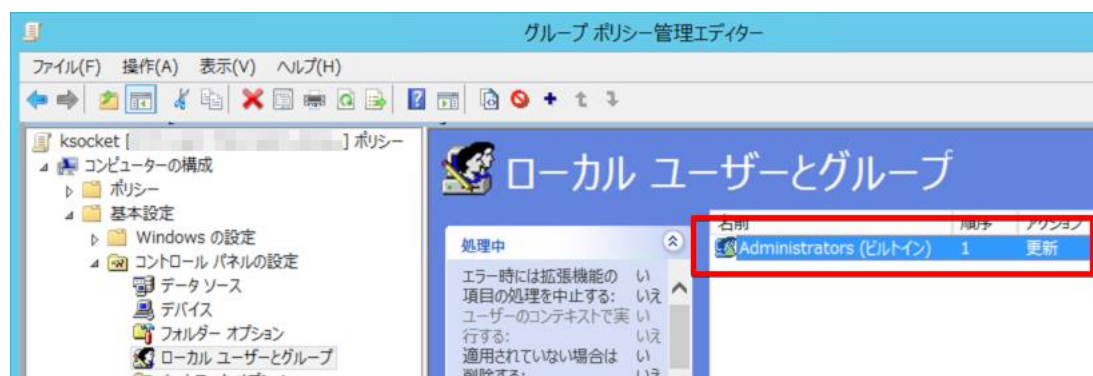 グループ ポリシー管理エディター
ファイル(F) 操作(A) 表示(V) ヘルプ(H)
ksocket [ ] ポリシー
コンピューターの構成
ポリシー
基本設定
Windows の設定
コントロール パネルの設定
データ ソース
デバイス
フォルダー オプション
ローカル ユーザーとグループ
ローカル ユーザーとグループ
処理中
エラー時には拡張機能の項目の処理を中止する: いいえ
ユーザーのコンテキストで実行する: いいえ
適用されていない場合は削除する: いいえ
名前 順序 アクション
Administrators (ビルトイン) 1 更新